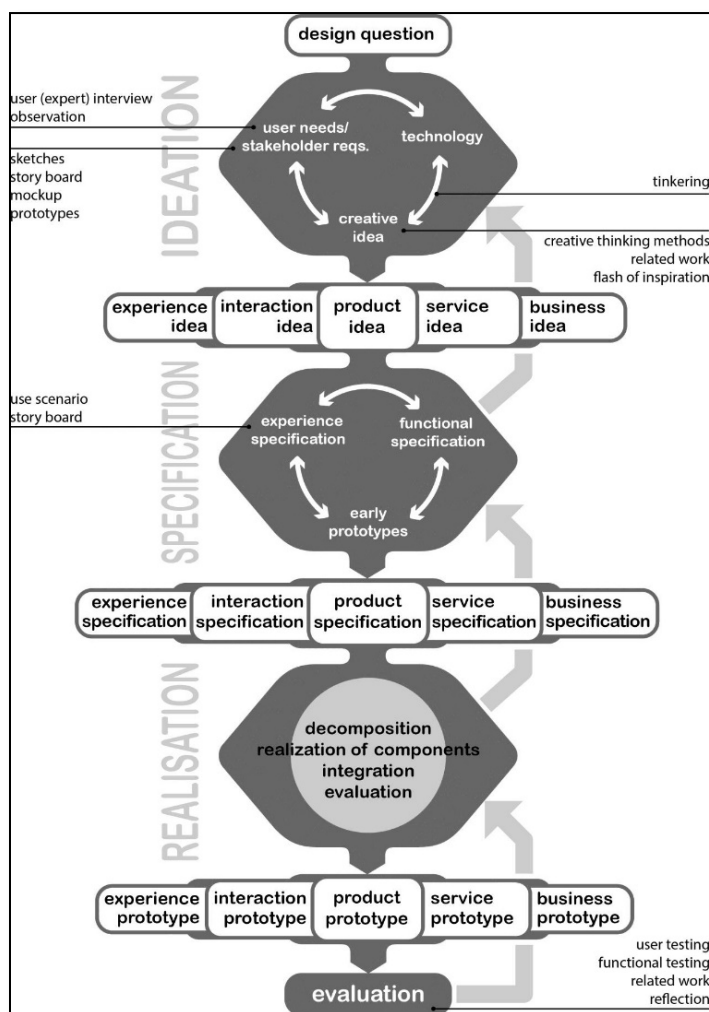 design question
IDEATION
user (expert) interview
observation
sketches
story board
mockup
prototypes
user needs/
stakeholder reqs.
technology
creative
idea
tinkering
creative thinking methods
related work
flash of inspiration
experience
idea
interaction
idea
product
idea
service
idea
business
idea
SPECIFICATION
use scenario
story board
experience
specification
functional
specification
early
prototypes
experience
specification
interaction
specification
product
specification
service
specification
business
specification
REALISATION
decomposition
realization of components
integration
evaluation
experience
prototype
interaction
prototype
product
prototype
service
prototype
business
prototype
evaluation
user testing
functional testing
related work
reflection